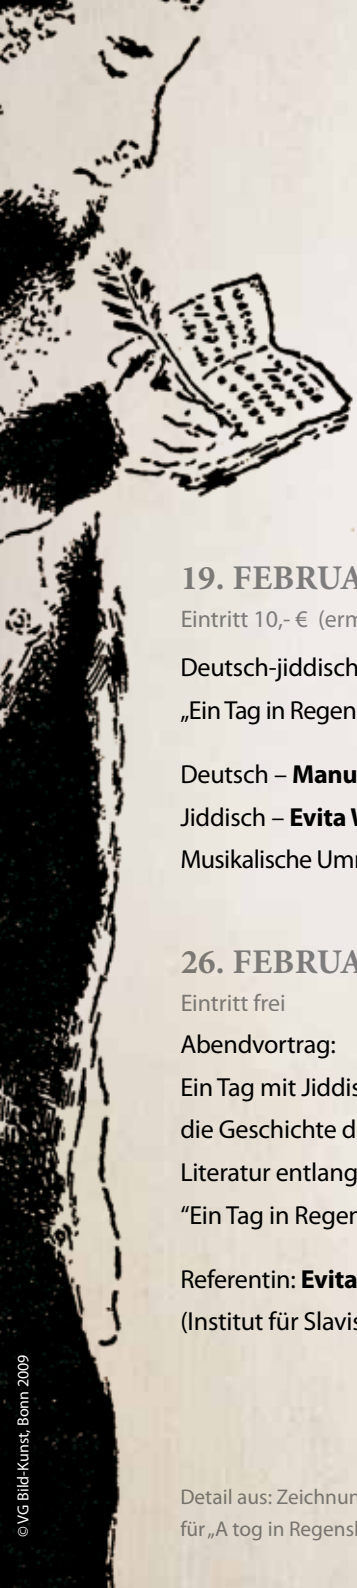 19. FEBRUA
Eintritt 10,- € (erm
Deutsch-jiddisch
„Ein Tag in Regen
Deutsch – Manu
Jiddisch – Evita W
Musikalische Umr
26. FEBRUA
Eintritt frei
Abendvortrag:
Ein Tag mit Jiddis
die Geschichte d
Literatur entlang
“Ein Tag in Regen
Referentin: Evita
(Institut für Slavis
Detail aus: Zeichnun
für „A tog in Regensb
© VG Bild-Kunst, Bonn 2009